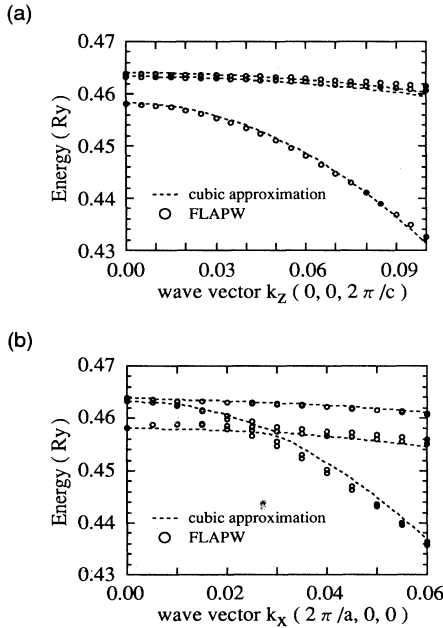 (a)
0.47
0.46
0.45
0.44
0.43
Energy ( Ry )
cubic approximation
FLAPW
0.00 0.03 0.06 0.09
wave vector kz ( 0, 0, 2 π /c )
(b)
0.47
0.46
0.45
0.44
0.43
Energy ( Ry )
cubic approximation
FLAPW
0.00 0.02 0.04 0.06
wave vector kx ( 2 π /a, 0, 0 )